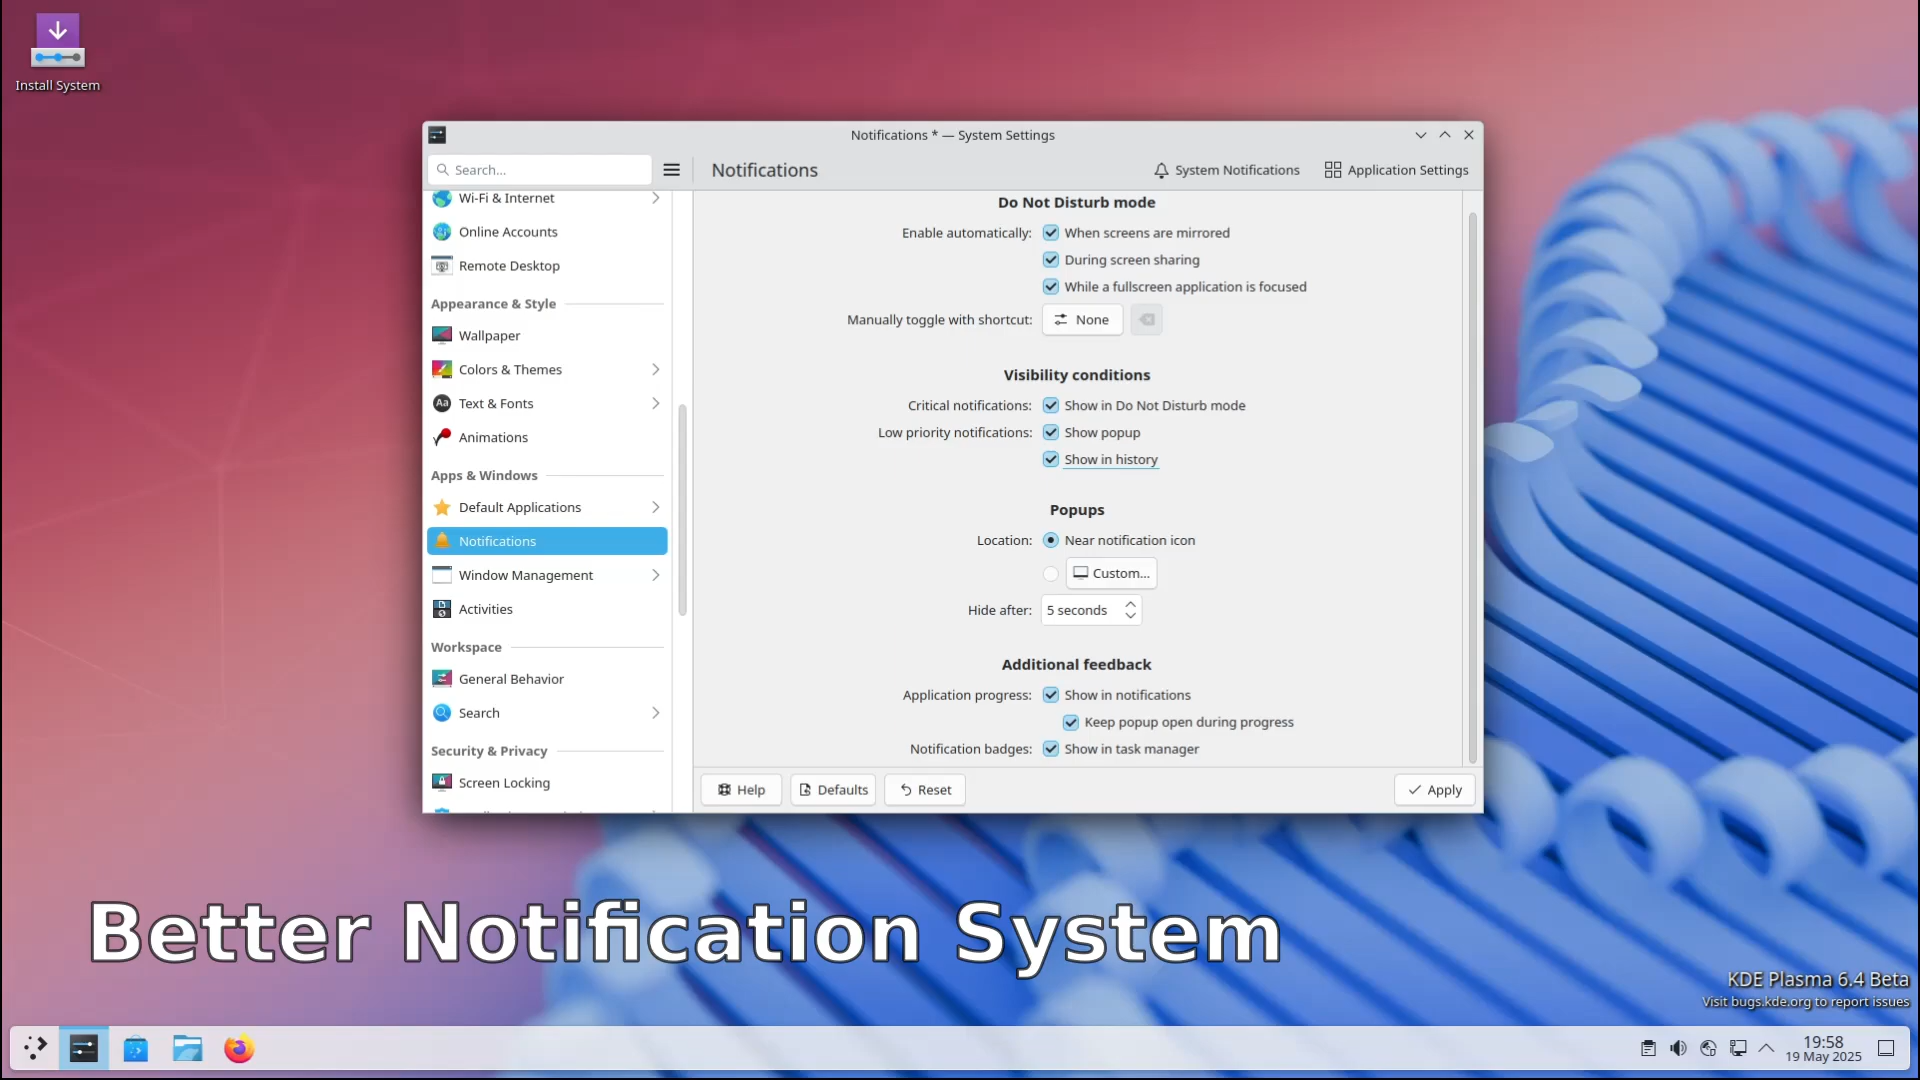 Install System
Notifications * — System Settings
Search...
Notifications
System Notifications
Application Settings
Wi-Fi & Internet
Online Accounts
Remote Desktop
Appearance & Style
Wallpaper
Colors & Themes
Text & Fonts
Animations
Apps & Windows
Default Applications
Notifications
Window Management
Activities
Workspace
General Behavior
Search
Security & Privacy
Screen Locking
Do Not Disturb mode
Enable automatically: When screens are mirrored
During screen sharing
While a fullscreen application is focused
Manually toggle with shortcut: None
Visibility conditions
Critical notifications: Show in Do Not Disturb mode
Low priority notifications: Show popup
Show in history
Popups
Location: Near notification icon
Custom...
Hide after: 5 seconds
Additional feedback
Application progress: Show in notifications
Keep popup open during progress
Notification badges: Show in task manager
Help
Defaults
Reset
Apply
Better Notification System
KDE Plasma 6.4 Beta
Visit bugs.kde.org to report issues
19:58
19 May 2025